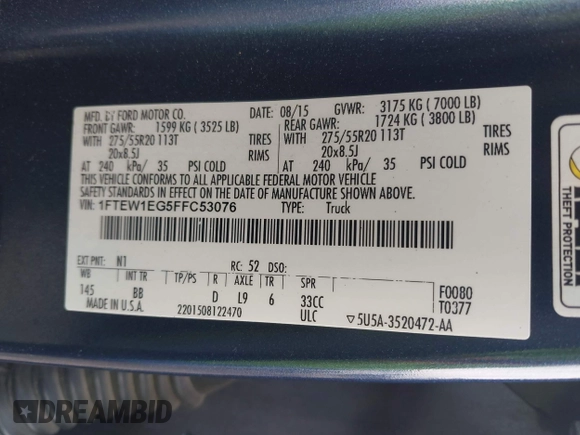 MFD. BY FORD MOTOR CO.
DATE: 08/15 GVWR: 3175 KG ( 7000 LB)
FRONT GAWR: 1599 KG ( 3525 LB) REAR GAWR: 1724 KG ( 3800 LB)
WITH 275/55R20 113T TIRES WITH 275/55R20 113T TIRES
20x8.5J RIMS 20x8.5J RIMS
AT 240 kPa/ 35 PSI COLD AT 240 kPa/ 35 PSI COLD
THIS VEHICLE CONFORMS TO ALL APPLICABLE FEDERAL MOTOR VEHICLE
SAFETY STANDARDS IN EFFECT ON THE DATE OF MANUFACTURE SHOWN ABOVE.
VIN: 1FTEW1EG5FFC53076 TYPE: Truck
EXT PNT: N1 RC: 52 DSO:
WB INT TR TP/PS R AXLE TR SPR
145 BB D L9 6 33CC F0080
MADE IN U.S.A. 2201508122470 ULC T0377
▽5U5A-3520472-AA
THEFT PROTECTION
DREAMBID